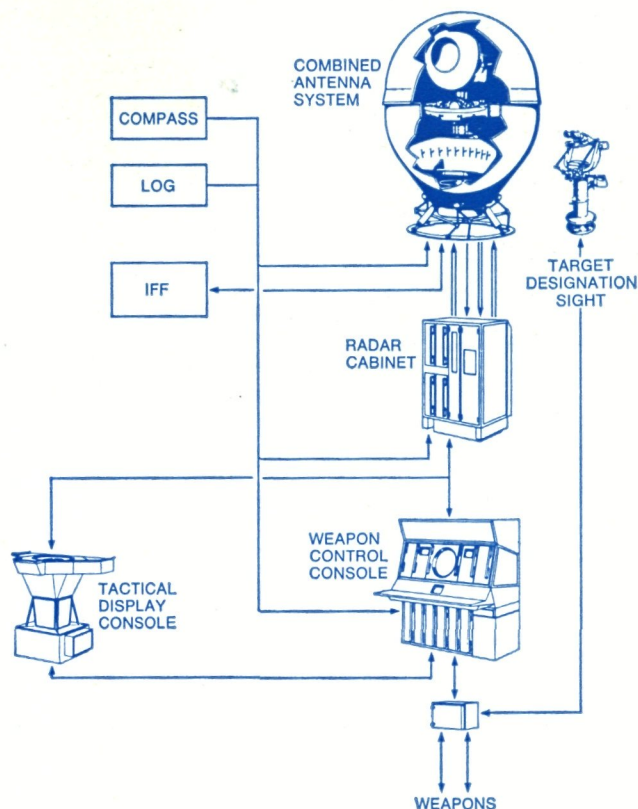 COMBINED
ANTENNA
SYSTEM
COMPASS
LOG
IFF
TARGET
DESIGNATION
SIGHT
RADAR
CABINET
WEAPON
CONTROL
CONSOLE
TACTICAL
DISPLAY
CONSOLE
WEAPONS